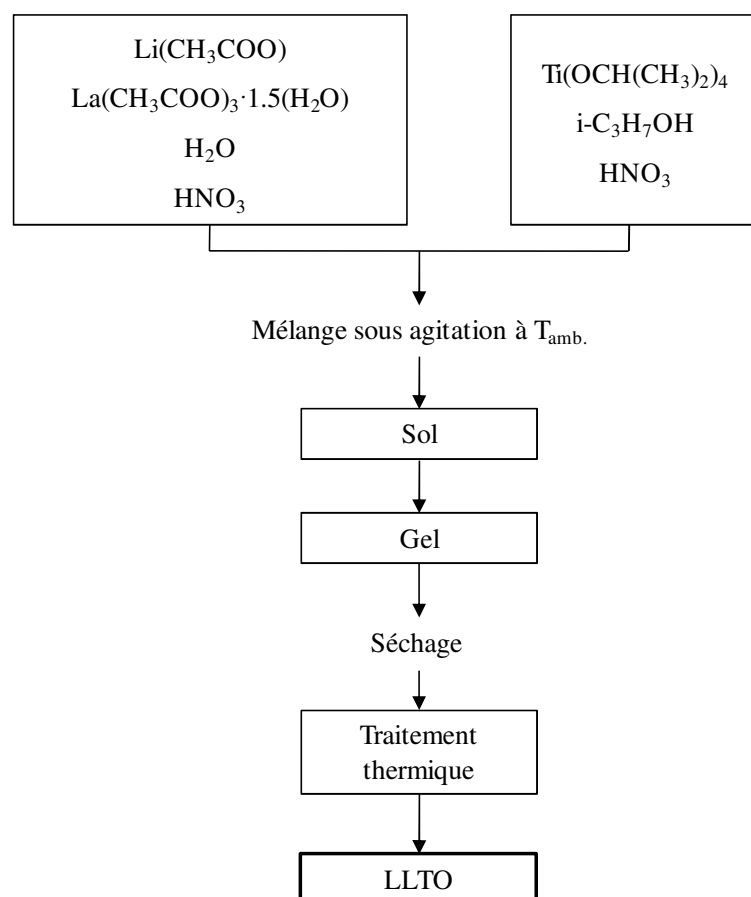 Li(CH₃COO)
La(CH₃COO)₃·1.5(H₂O)
H₂O
HNO₃
Ti(OCH(CH₃)₂)₄
i-C₃H₇OH
HNO₃
Mélange sous agitation à Tₐₘb.
Sol
Gel
Séchage
Traitement
thermique
LLTO